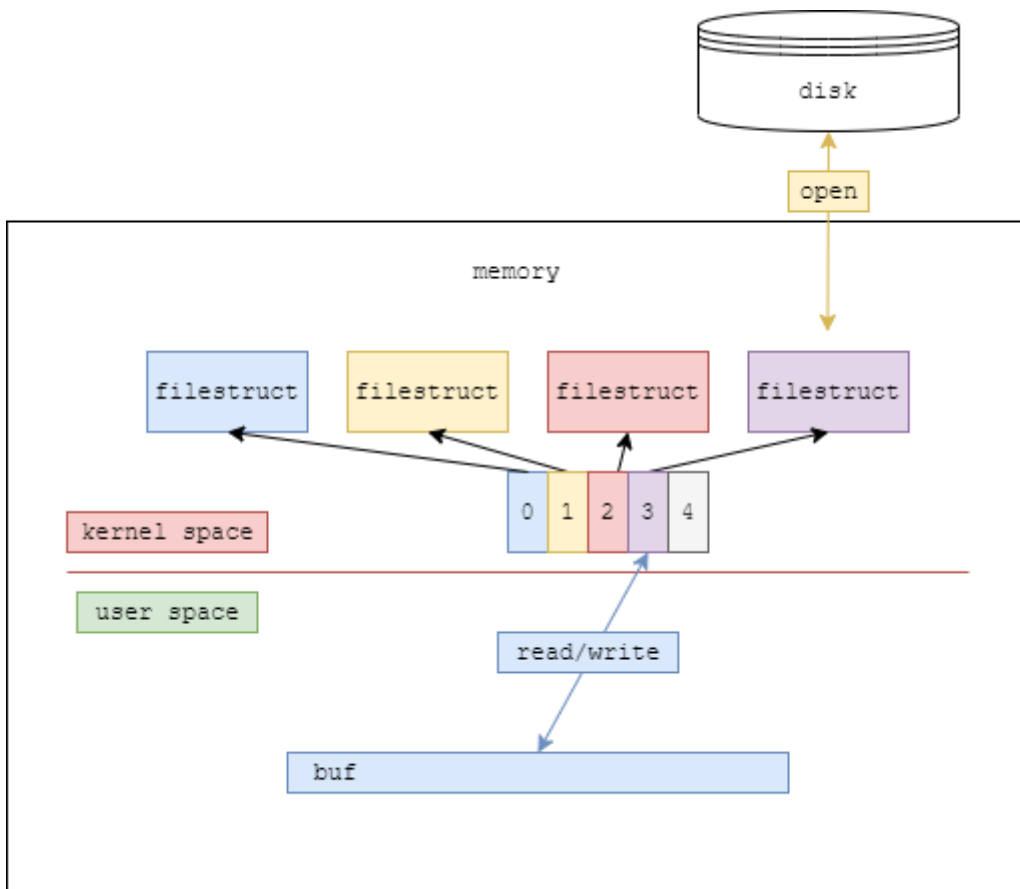 disk
open
memory
filestruct filestruct filestruct filestruct
0 1 2 3 4
kernel space
user space
read/write
buf